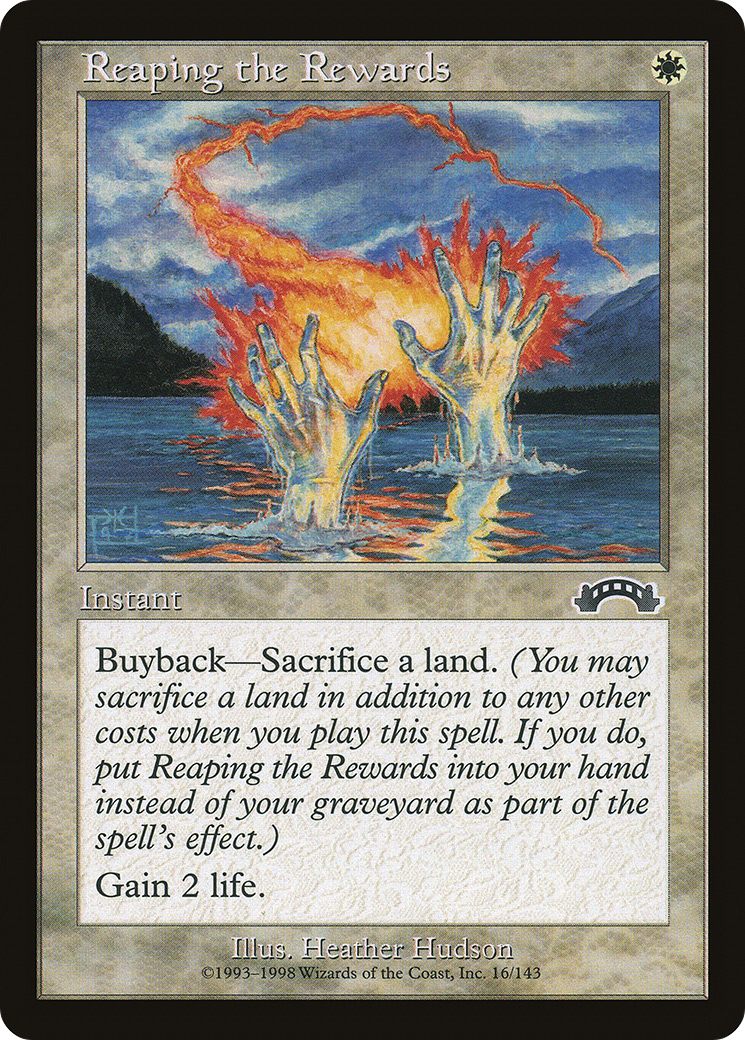 Reaping the Rewards
Instant
Buyback—Sacrifice a land. (You may
sacrifice a land in addition to any other
costs when you play this spell. If you do,
put Reaping the Rewards into your hand
instead of your graveyard as part of the
spell's effect.)
Gain 2 life.
Illus. Heather Hudson
©1993–1998 Wizards of the Coast, Inc. 16/143